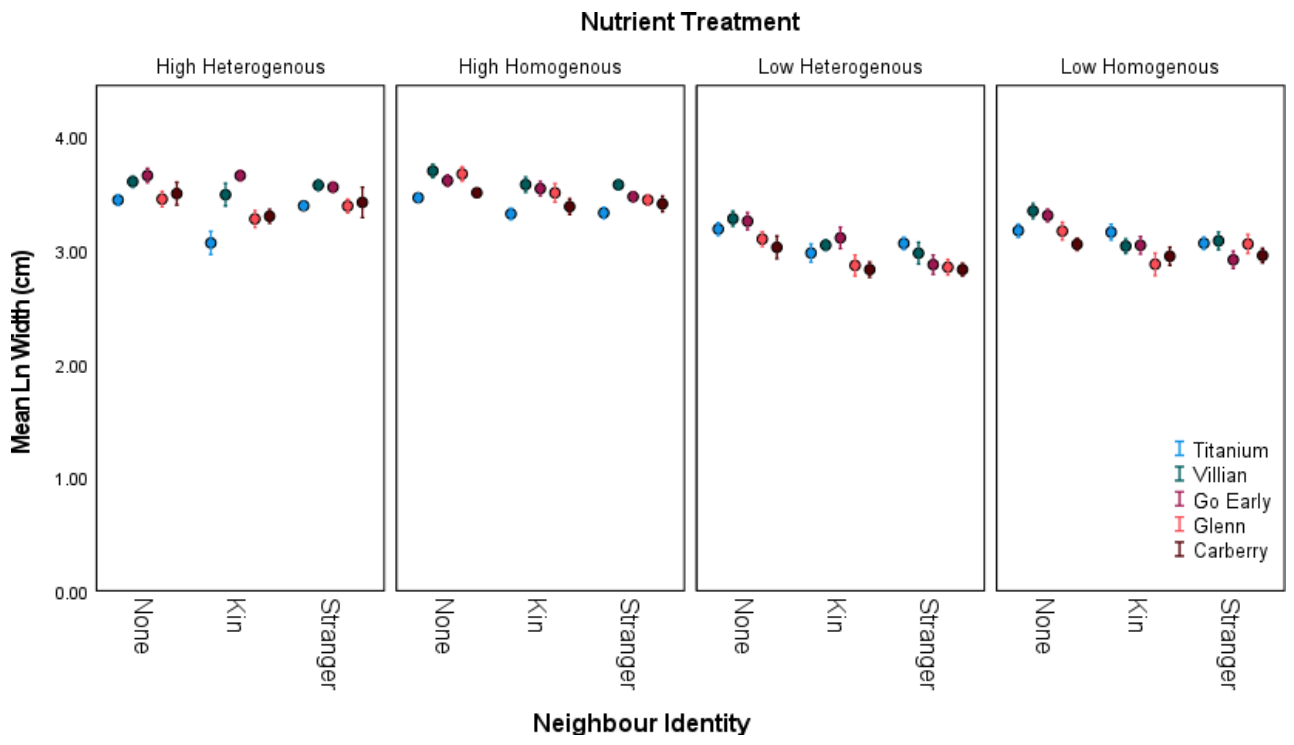 Nutrient Treatment
High Heterogenous
High Homogenous
Low Heterogenous
Low Homogenous
Mean Ln Width (cm)
4.00
3.00
2.00
1.00
0.00
Titanium
Villian
Go Early
Glenn
Carberry
None
Kin
Stranger
None
Kin
Stranger
None
Kin
Stranger
None
Kin
Stranger
Neighbour Identity